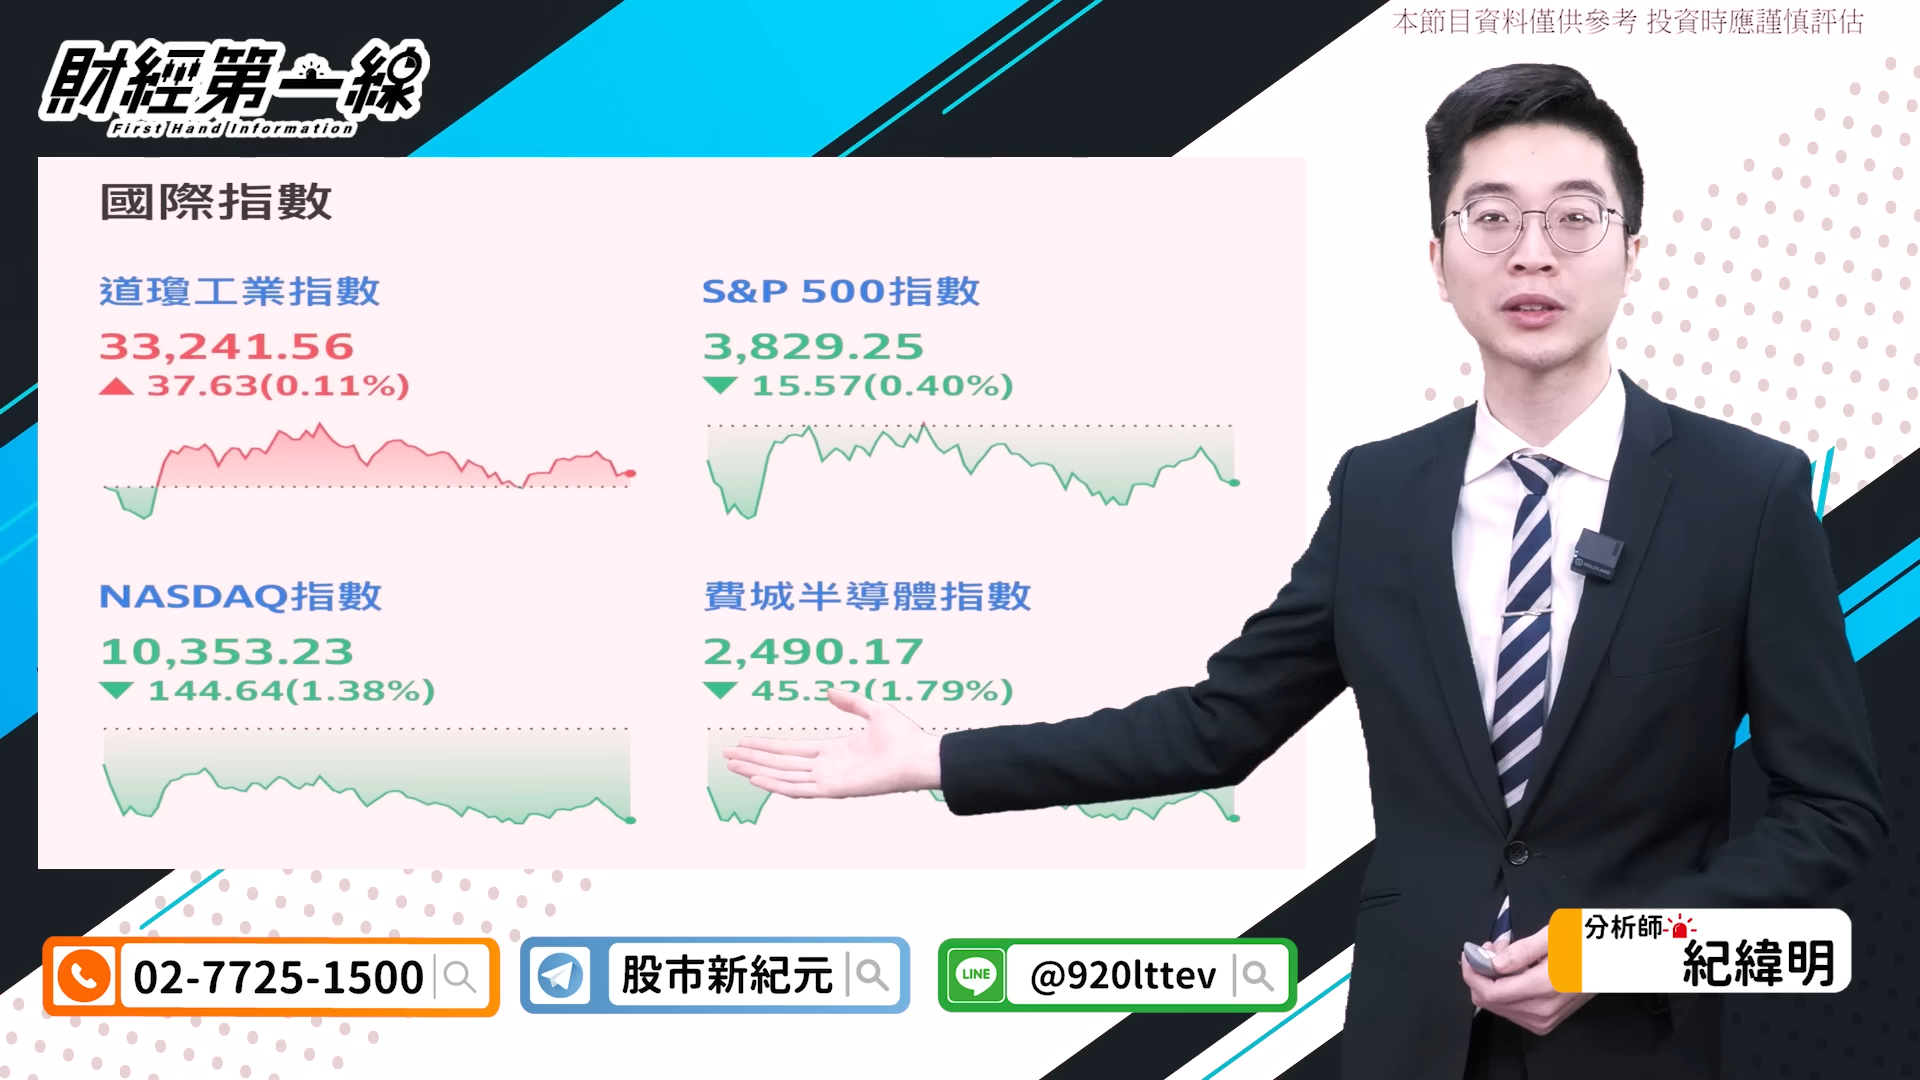 本節目資料僅供參考 投資時應謹慎評估
財經第一線
First Hand Information
國際指數
道瓊工業指數
33,241.56
▲ 37.63(0.11%)
S&P 500指數
3,829.25
▼ 15.57(0.40%)
NASDAQ指數
10,353.23
▼ 144.64(1.38%)
費城半導體指數
2,490.17
▼ 45.32(1.79%)
分析師
紀緯明
02-7725-1500
股市新紀元
LINE
@920lttev